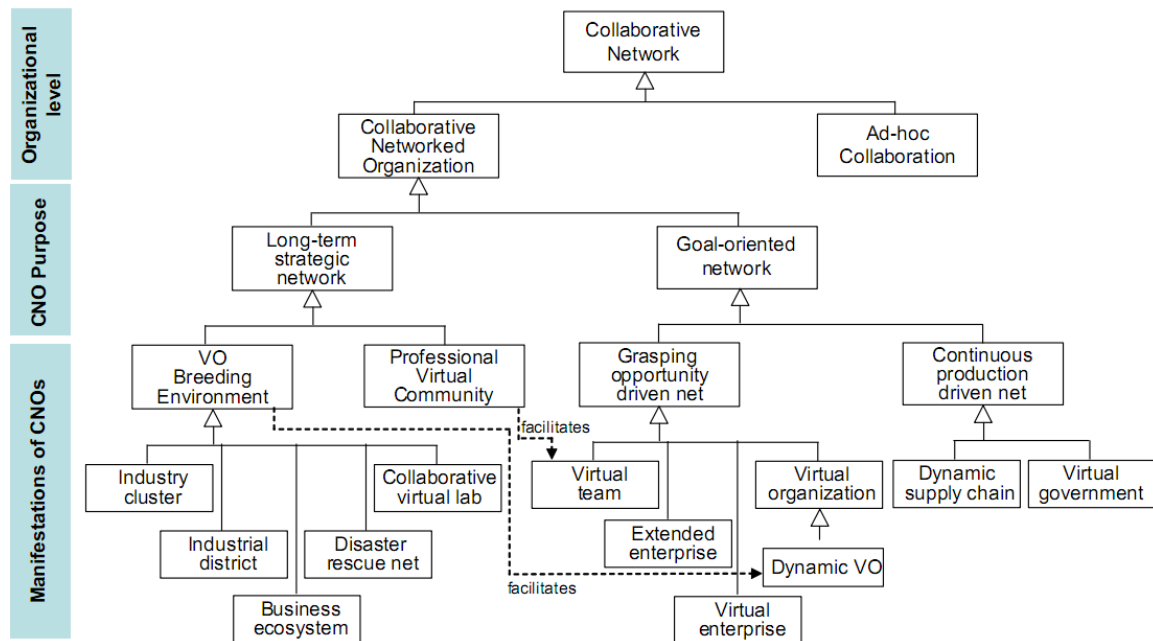 Organizational
level
Collaborative
Network
Collaborative
Networked
Organization
Ad-hoc
Collaboration
CNO Purpose
Long-term
strategic
network
Goal-oriented
network
Manifestations of CNOs
VO
Breeding
Environment
Professional
Virtual
Community
Grasping
opportunity
driven net
Continuous
production
driven net
facilitates
Industry
cluster
Collaborative
virtual lab
Virtual
team
Virtual
organization
Dynamic
supply chain
Virtual
government
Industrial
district
Disaster
rescue net
Extended
enterprise
Dynamic VO
facilitates
Business
ecosystem
Virtual
enterprise